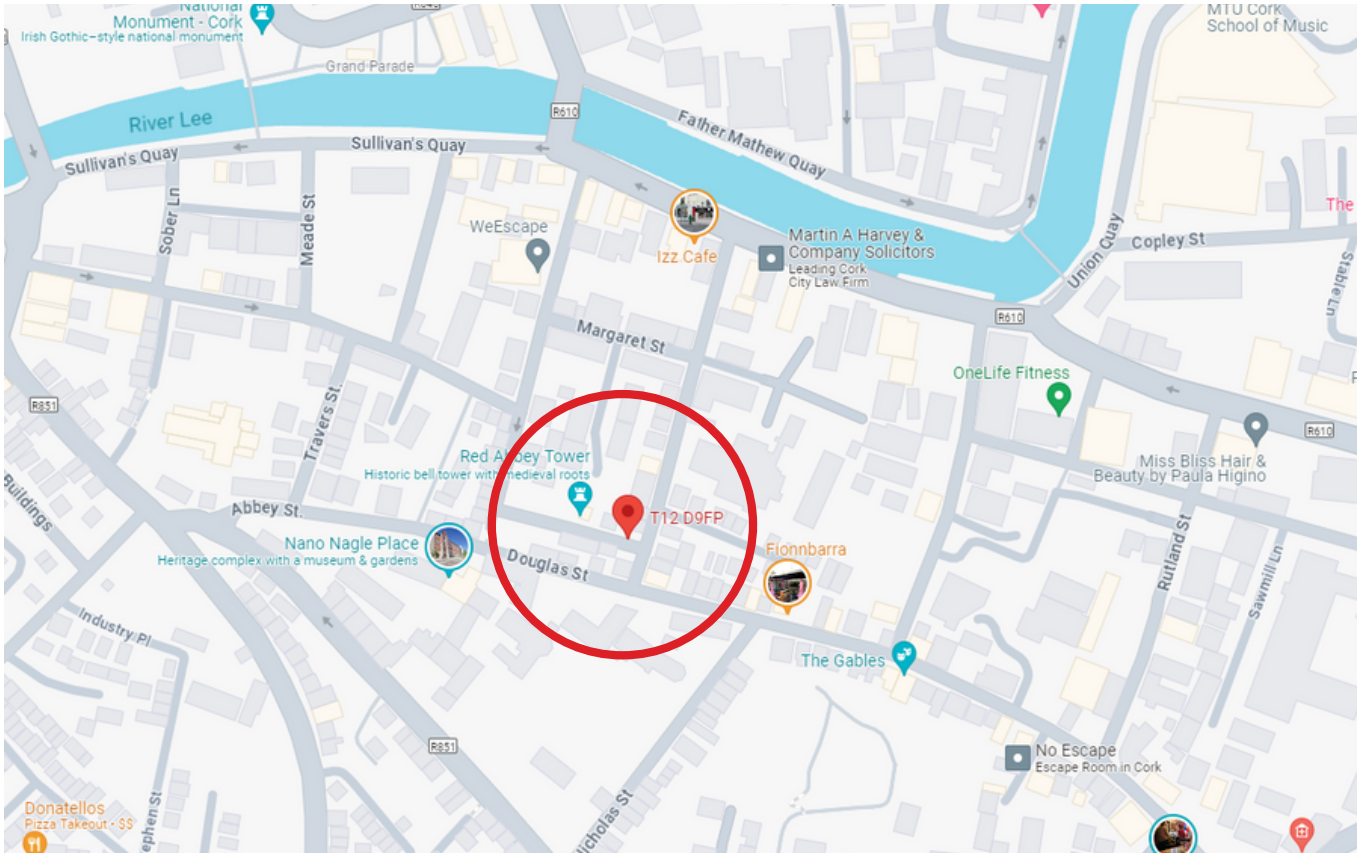 National
Monument - Cork
Irish Gothic-style national monument
MTU Cork
School of Music
Grand Parade
River Lee
R610
Father Mathew Quay
Sullivan's Quay
Sullivan's Quay
Sober Ln
Meade St
WeEscape
Izz Cafe
Martin A Harvey &
Company Solicitors
Leading Cork
City Law Firm
Union Quay
Copley St
The
Stable Ln
R610
Margaret St
OneLife Fitness
R851
Travers St.
R610
Miss Bliss Hair &
Beauty by Paula Higino
Red Abbey Tower
Historic bell tower with medieval roots
Buildings
Abbey St.
T12 D9FP
Nano Nagle Place
Heritage complex with a museum & gardens
Douglas St
Fionnbarra
Rutland St
Sawmill Ln
Industry Pl
The Gables
R851
No Escape
Escape Room in Cork
Donatellos
Pizza Takeout · $$
ephen St
icholas St